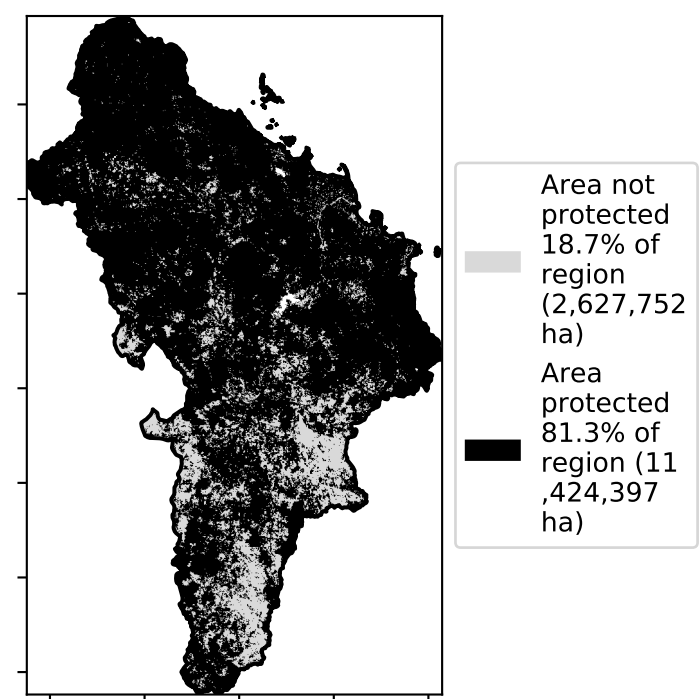 Area not
protected
18.7% of
region
(2,627,752
ha)
Area
protected
81.3% of
region (11
,424,397
ha)